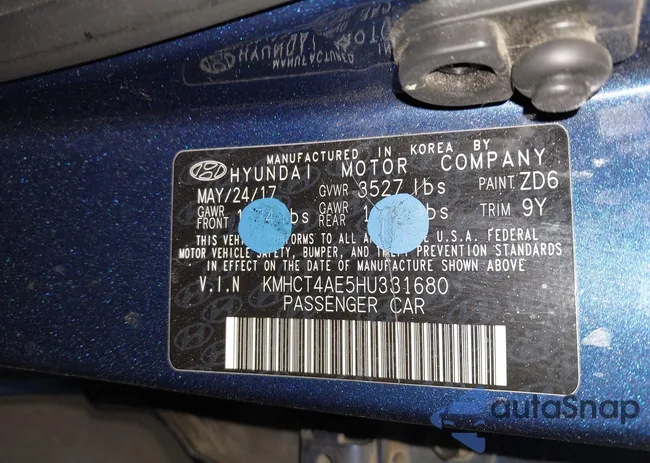 MANUFACTURED IN KOREA BY
HYUNDAI MOTOR COMPANY
MAY/24/17 GVWR 3527 lbs PAINT ZD6
GAWR FRONT lbs GAWR REAR lbs TRIM 9Y
THIS VEHICLE CONFORMS TO ALL U.S.A. FEDERAL
MOTOR VEHICLE SAFETY, BUMPER, AND THEFT PREVENTION STANDARDS
IN EFFECT ON THE DATE OF MANUFACTURE SHOWN ABOVE
V.I.N KMHCT4AE5HU331680
PASSENGER CAR
autoSnap